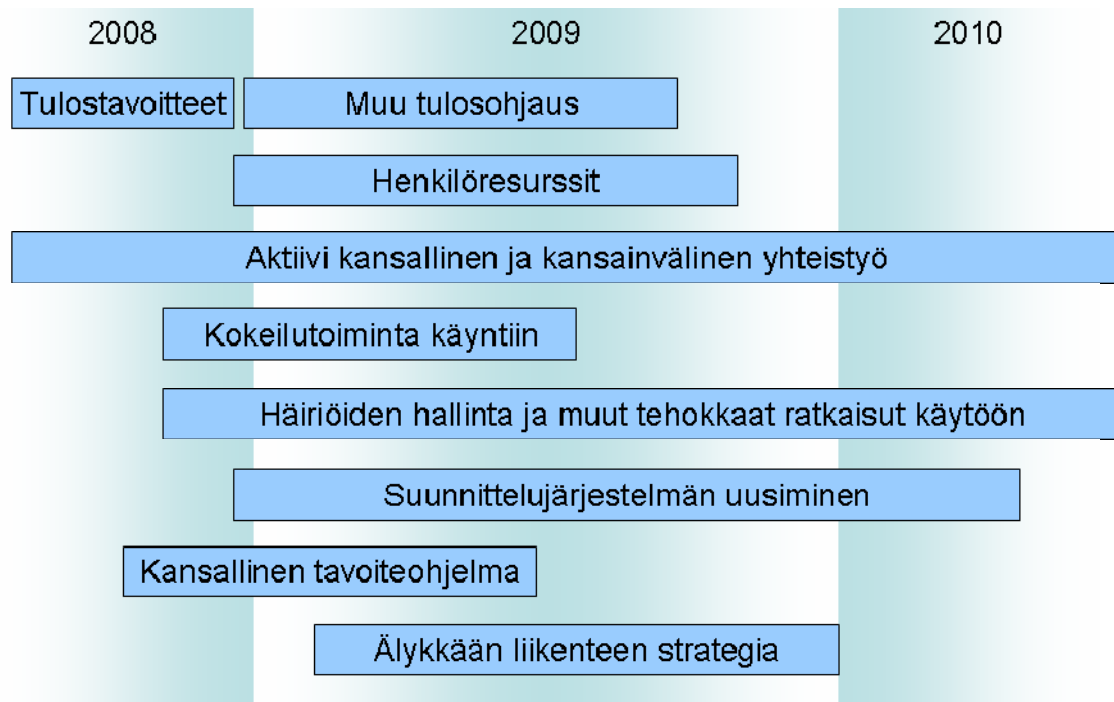 2008 2009 2010
Tulostavoitteet Muu tulosohjaus
Henkilöresurssit
Aktiivi kansallinen ja kansainvälinen yhteistyö
Kokeilutoiminta käyntiin
Häiriöiden hallinta ja muut tehokkaat ratkaisut käytöön
Suunnittelujärjestelmän uusiminen
Kansallinen tavoiteohjelma
Älykkään liikenteen strategia